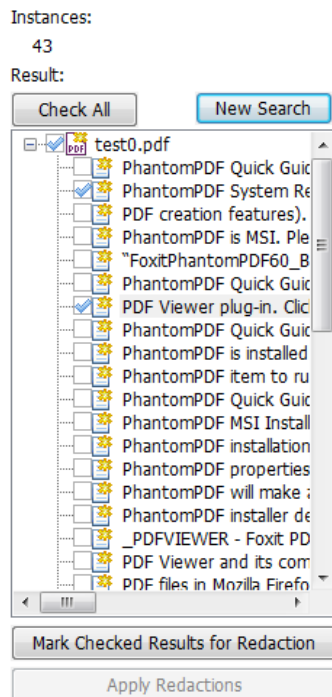 Instances:
43
Result:
Check All New Search
test0.pdf
PhantomPDF Quick Guid
PhantomPDF System Re
PDF creation features).
PhantomPDF is MSI. Ple
“FoxitPhantomPDF60_B
PhantomPDF Quick Guid
PDF Viewer plug-in. Clic
PhantomPDF Quick Guid
PhantomPDF is installed
PhantomPDF item to ru
PhantomPDF Quick Guid
PhantomPDF MSI Install
PhantomPDF installation
PhantomPDF properties
PhantomPDF will make
PhantomPDF installer de
_PDFVIEWER - Foxit PD
PDF Viewer and its com
PDF files in Mozilla Firefo
Mark Checked Results for Redaction
Apply Redactions